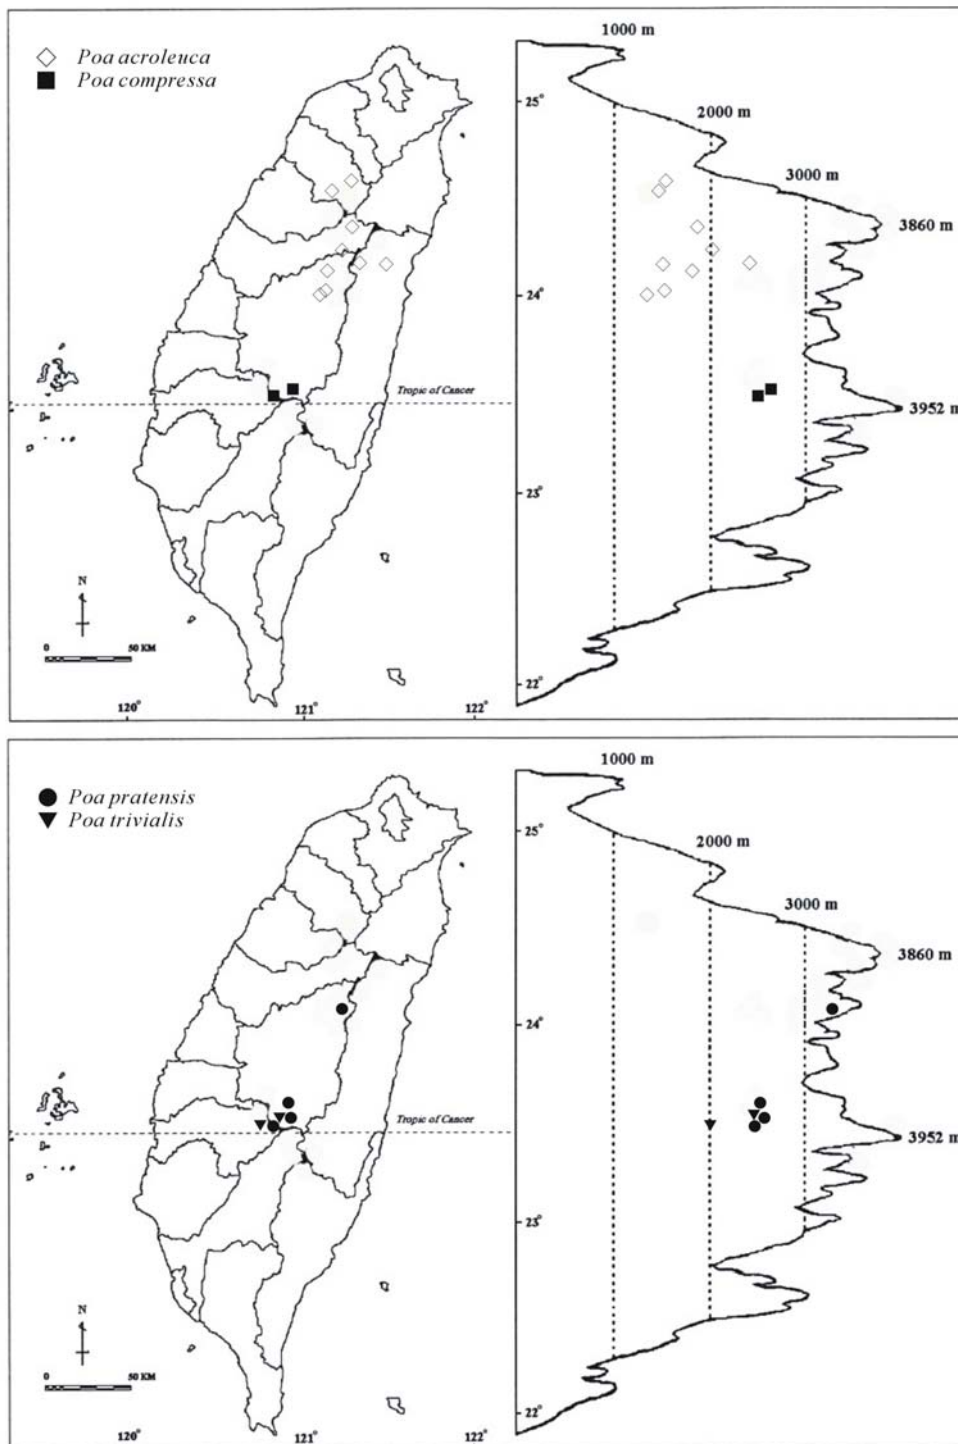 Poa acroleuca
Poa compressa
1000 m
2000 m
3000 m
3860 m
3952 m
25°
24°
23°
22°
Tropic of Cancer
N
0 50 KM
120° 121° 122°
Poa pratensis
Poa trivialis
1000 m
2000 m
3000 m
3860 m
3952 m
25°
24°
23°
22°
Tropic of Cancer
N
0 50 KM
120° 121° 122°